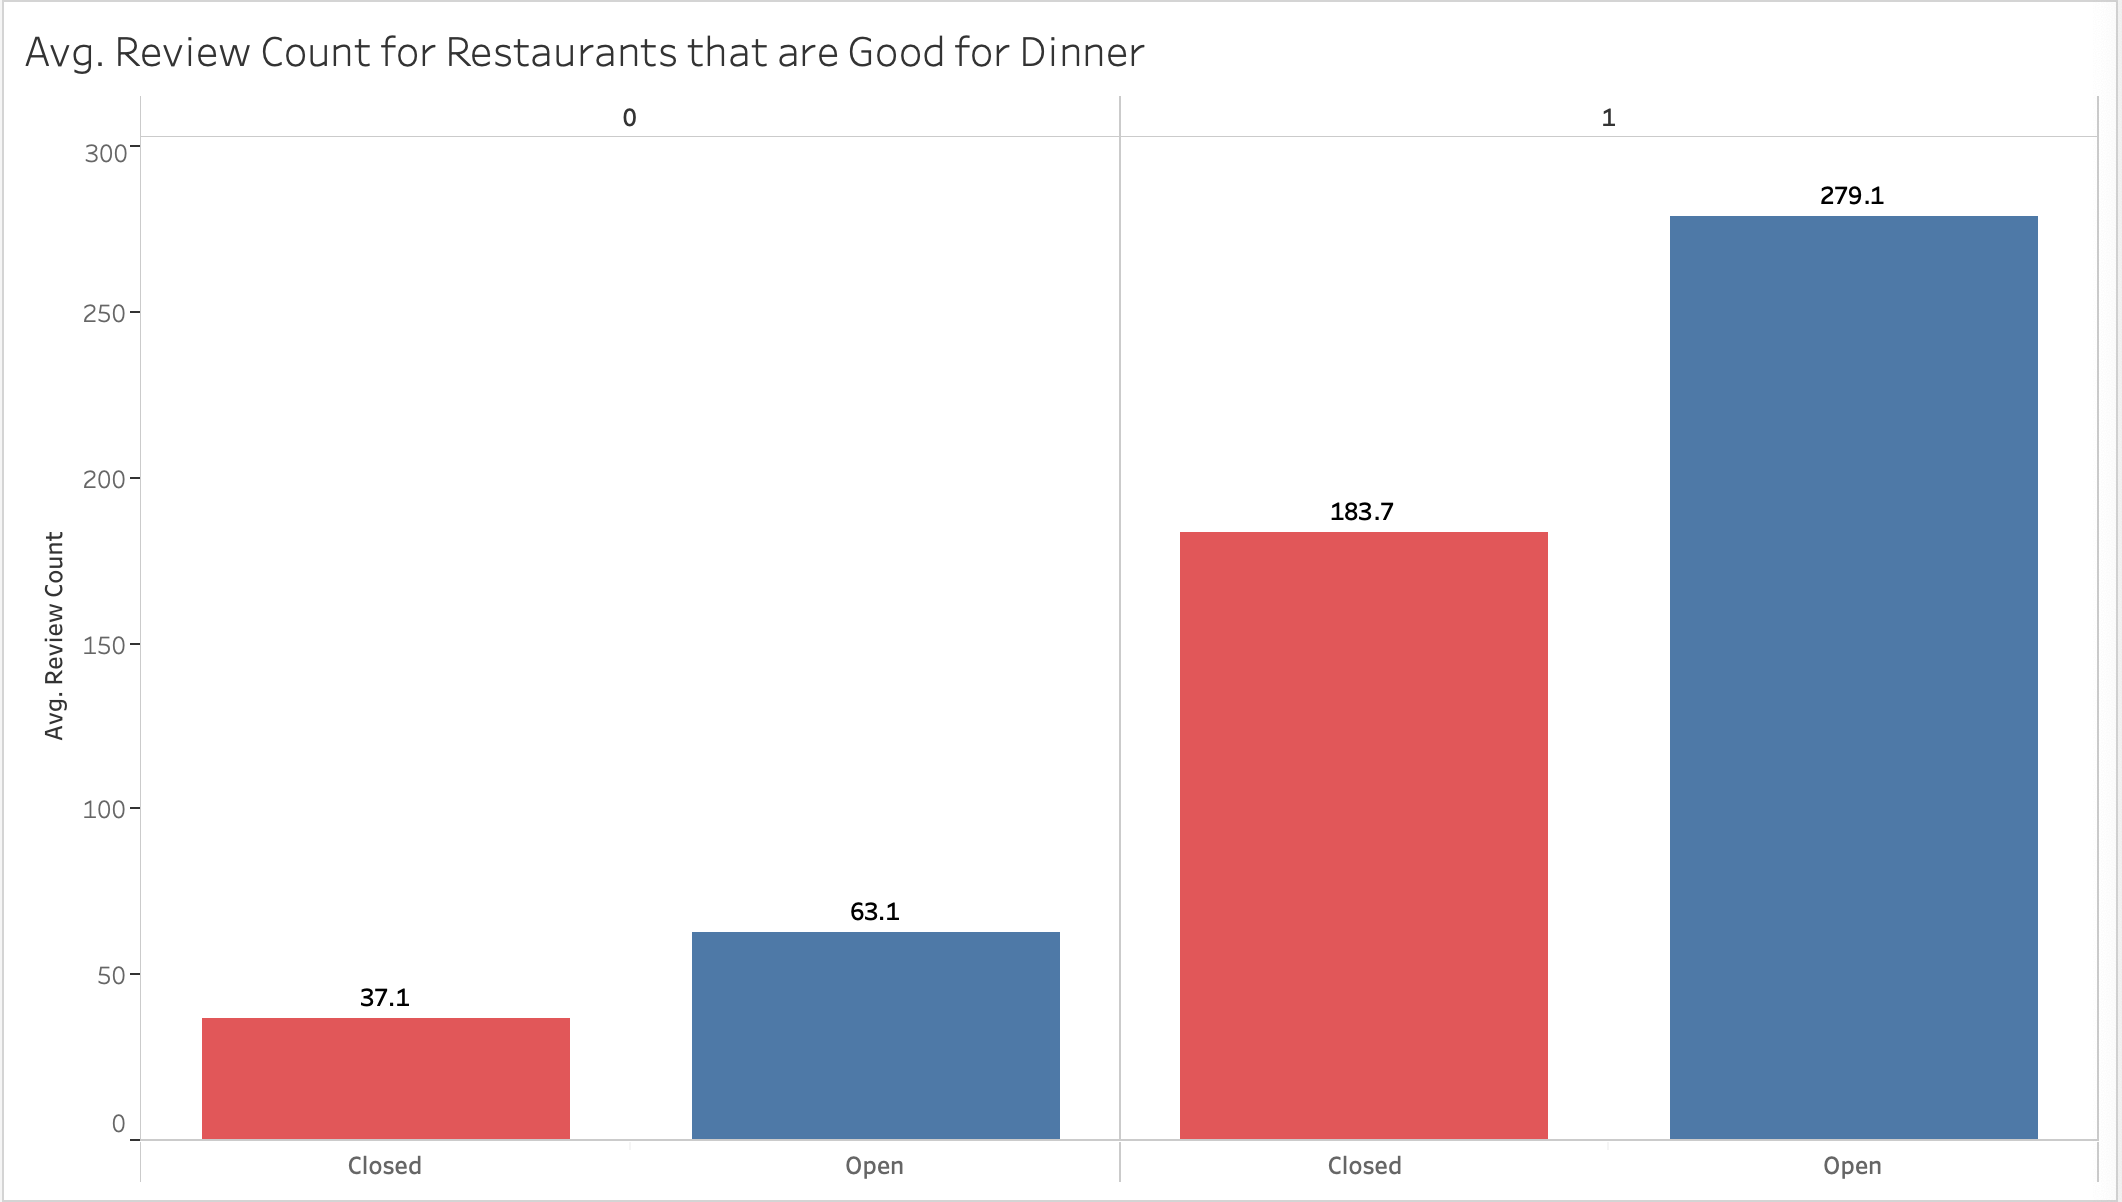 Avg. Review Count for Restaurants that are Good for Dinner
0
1
300
250
200
150
100
50
0
Avg. Review Count
37.1
63.1
183.7
279.1
Closed
Open
Closed
Open